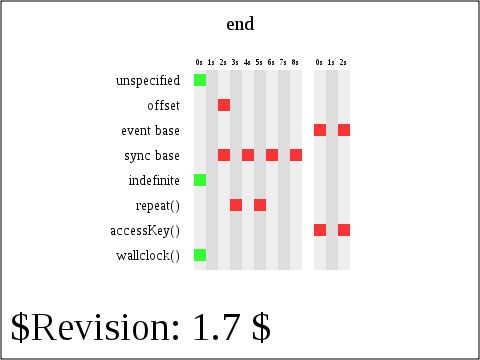 end
0s 1s 2s 3s 4s 5s 6s 7s 8s 0s 1s 2s
unspecified
offset
event base
sync base
indefinite
repeat()
accessKey()
wallclock()
$Revision: 1.7 $